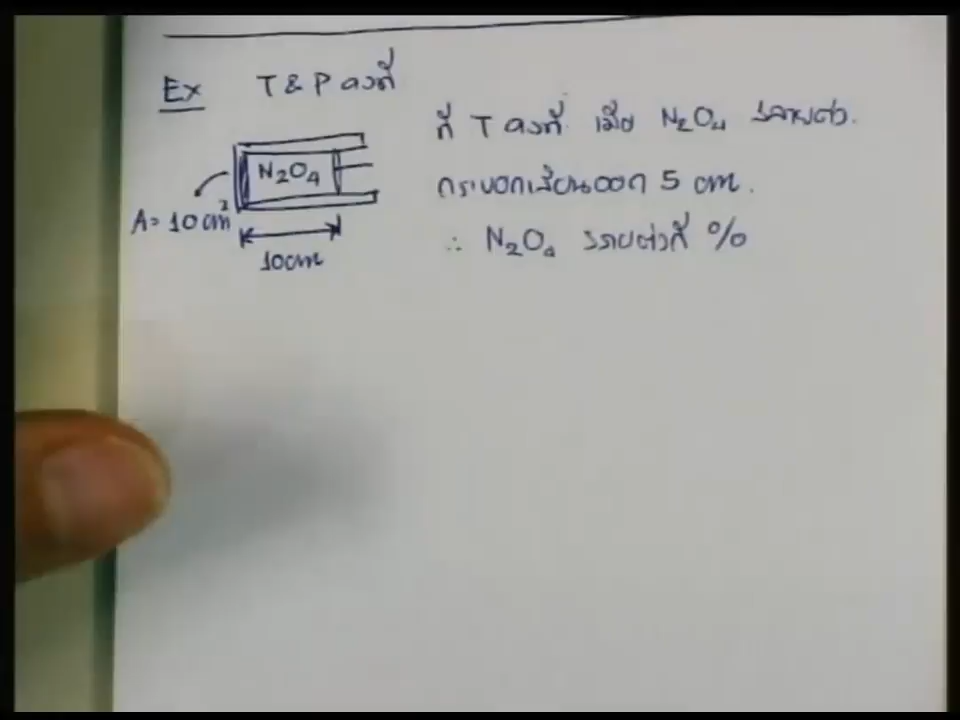 Ex T & P คงที่
N₂O₄
A = 10 cm²
10cm
ที่ T คงที่ เมื่อ N₂O₄ สลายตัว.
กระบอกเลื่อนออก 5 cm.
∴ N₂O₄ สลายตัวกี่ %